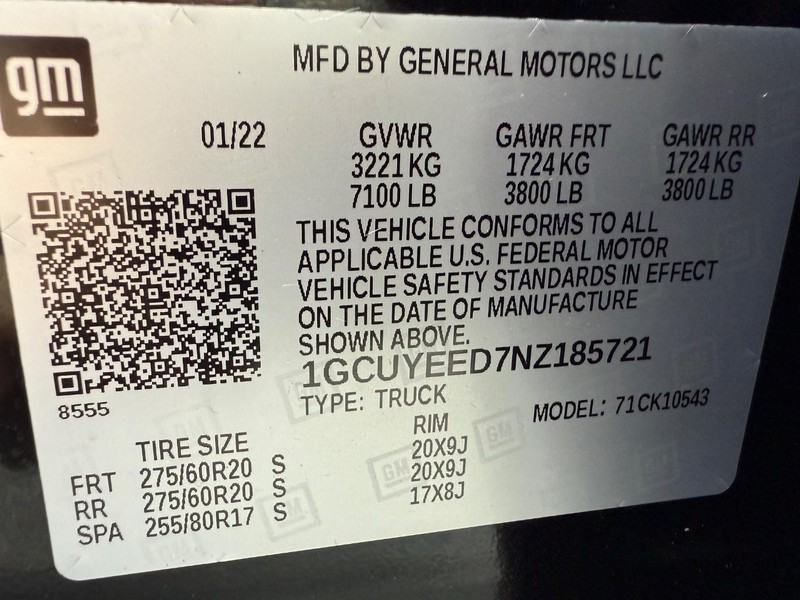 gm
MFD BY GENERAL MOTORS LLC
01/22 GVWR GAWR FRT GAWR RR
3221 KG 1724 KG 1724 KG
7100 LB 3800 LB 3800 LB
THIS VEHICLE CONFORMS TO ALL
APPLICABLE U.S. FEDERAL MOTOR
VEHICLE SAFETY STANDARDS IN EFFECT
ON THE DATE OF MANUFACTURE
SHOWN ABOVE.
1GCUYEED7NZ185721
8555
TYPE: TRUCK MODEL: 71CK10543
TIRE SIZE RIM
FRT 275/60R20 S 20X9J
RR 275/60R20 S 20X9J
SPA 255/80R17 S 17X8J
GM
GM
GM